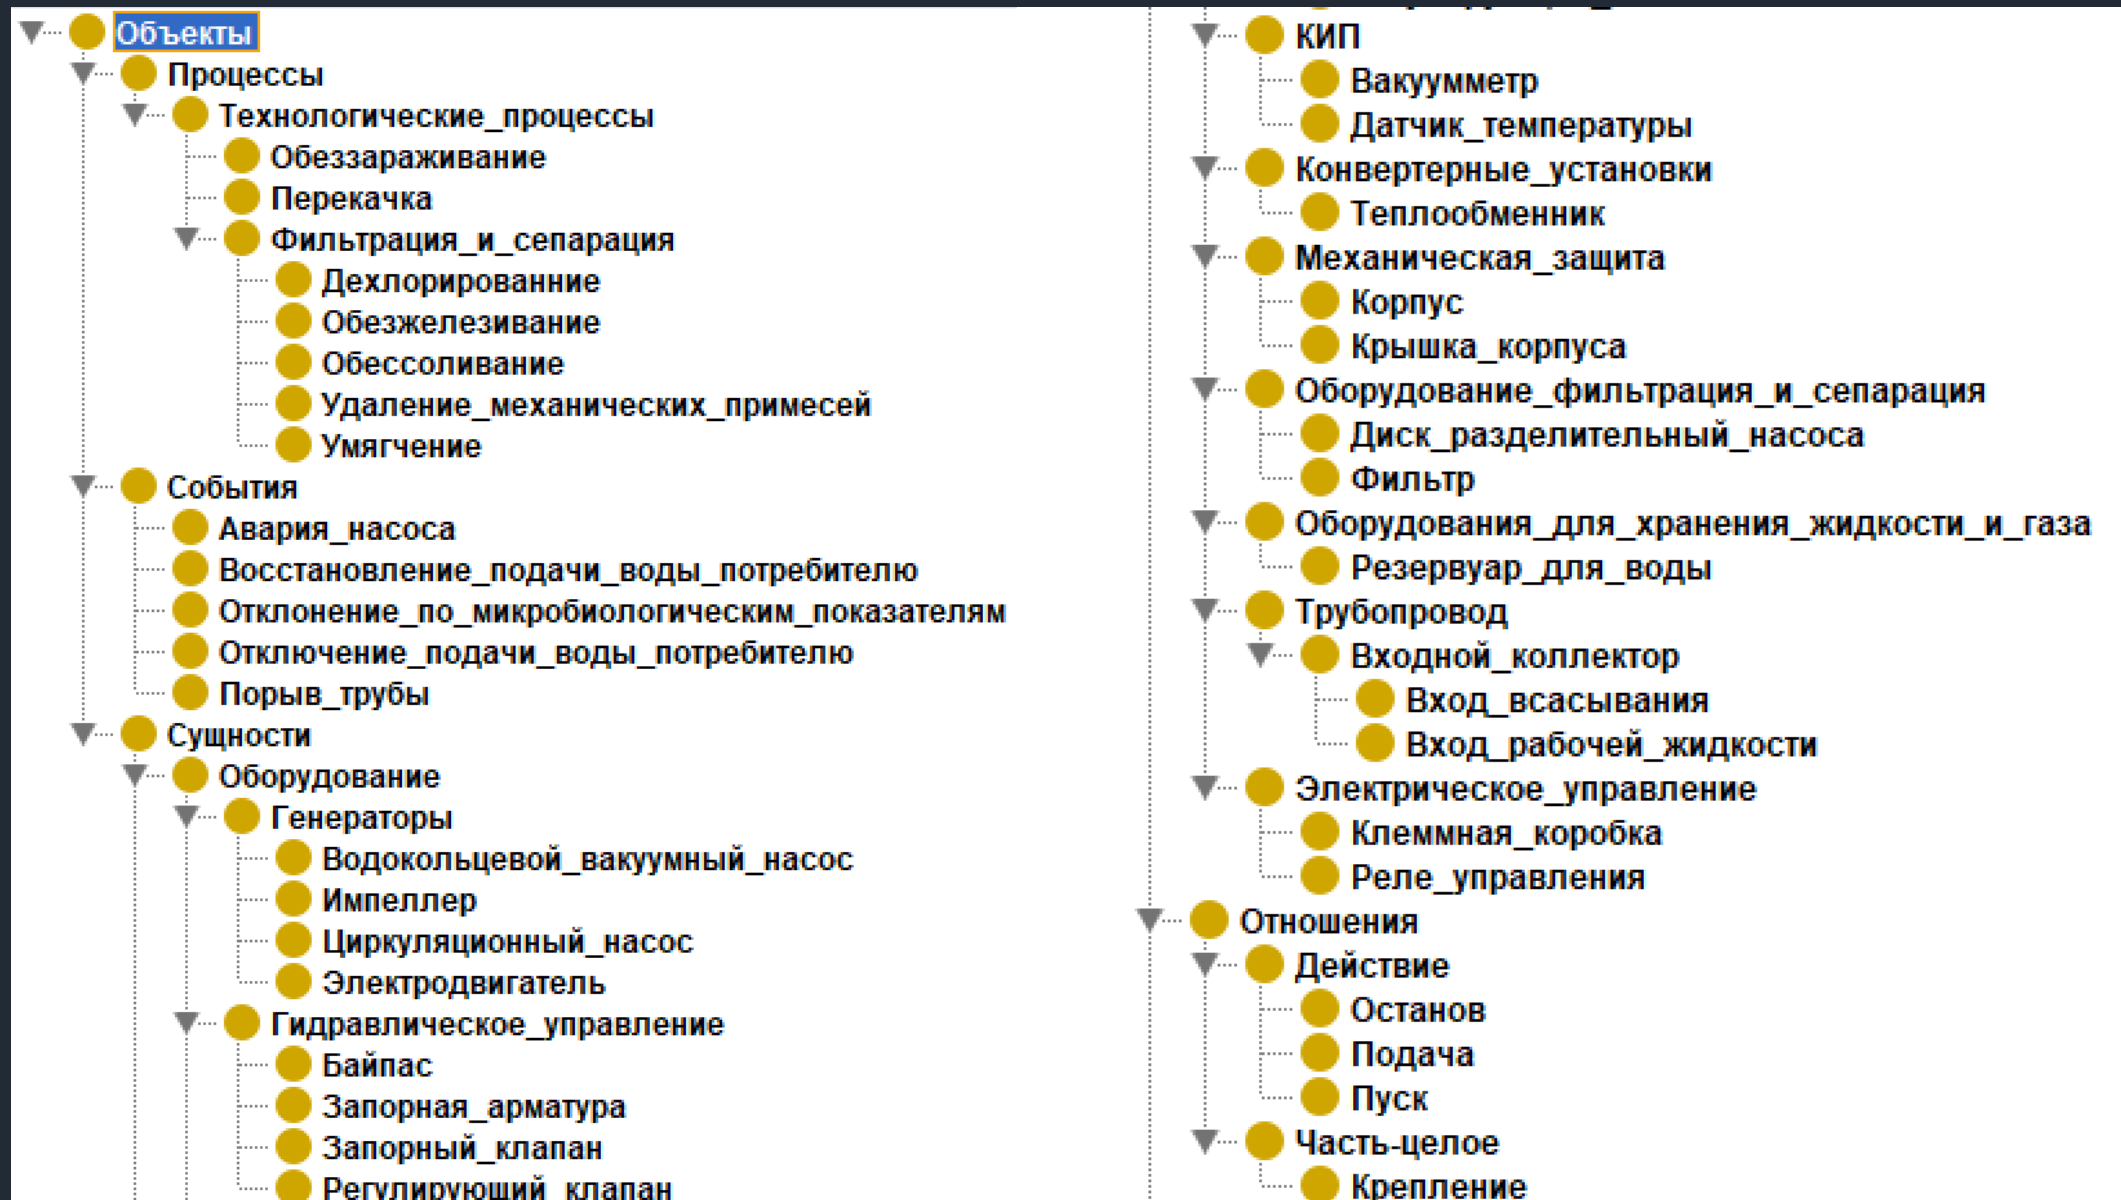 Объекты
Процессы
Технологические_процессы
Обеззараживание
Перекачка
Фильтрация_и_сепарация
Дехлорированние
Обезжелезивание
Обессоливание
Удаление_механических_примесей
Умягчение
События
Авария_насоса
Восстановление_подачи_воды_потребителю
Отклонение_по_микробиологическим_показателям
Отключение_подачи_воды_потребителю
Порыв_трубы
Сущности
Оборудование
Генераторы
Водокольцевой_вакуумный_насос
Импеллер
Циркуляционный_насос
Электродвигатель
Гидравлическое_управление
Байпас
Запорная_арматура
Запорный_клапан
Регулирующий_клапан
КИП
Вакуумметр
Датчик_температуры
Конвертерные_установки
Теплообменник
Механическая_защита
Корпус
Крышка_корпуса
Оборудование_фильтрация_и_сепарация
Диск_разделительный_насоса
Фильтр
Оборудования_для_хранения_жидкости_и_газа
Резервуар_для_воды
Трубопровод
Входной_коллектор
Вход_всасывания
Вход_рабочей_жидкости
Электрическое_управление
Клеммная_коробка
Реле_управления
Отношения
Действие
Останов
Подача
Пуск
Часть-целое
Крепление